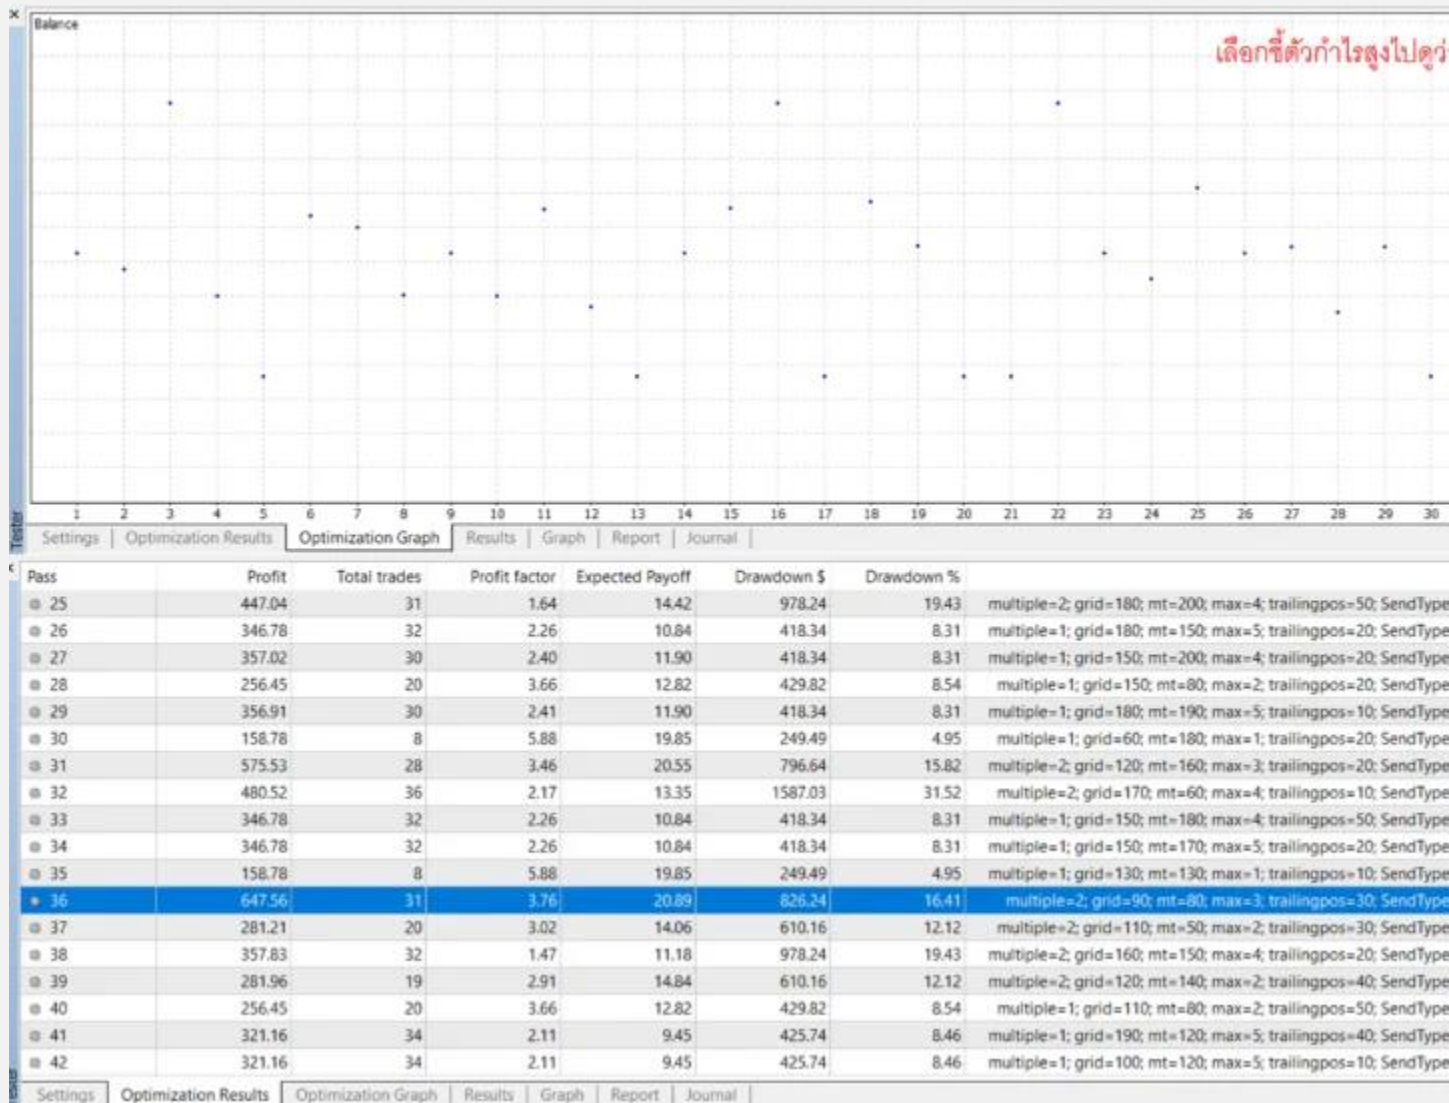 Balance
เลือกชี้ตัวกำไรสูงไปดูว่
1 2 3 4 5 6 7 8 9 10 11 12 13 14 15 16 17 18 19 20 21 22 23 24 25 26 27 28 29 30
Tester
Settings Optimization Results Optimization Graph Results Graph Report Journal
Pass Profit Total trades Profit factor Expected Payoff Drawdown $ Drawdown %
25 447.04 31 1.64 14.42 978.24 19.43 multiple=2; grid=180; mt=200; max=4; trailingpos=50; SendType
26 346.78 32 2.26 10.84 418.34 8.31 multiple=1; grid=180; mt=150; max=5; trailingpos=20; SendType
27 357.02 30 2.40 11.90 418.34 8.31 multiple=1; grid=150; mt=200; max=4; trailingpos=20; SendType
28 256.45 20 3.66 12.82 429.82 8.54 multiple=1; grid=150; mt=80; max=2; trailingpos=20; SendType
29 356.91 30 2.41 11.90 418.34 8.31 multiple=1; grid=180; mt=190; max=5; trailingpos=10; SendType
30 158.78 8 5.88 19.85 249.49 4.95 multiple=1; grid=60; mt=180; max=1; trailingpos=20; SendType
31 575.53 28 3.46 20.55 796.64 15.82 multiple=2; grid=120; mt=160; max=3; trailingpos=20; SendType
32 480.52 36 2.17 13.35 1587.03 31.52 multiple=2; grid=170; mt=60; max=4; trailingpos=10; SendType
33 346.78 32 2.26 10.84 418.34 8.31 multiple=1; grid=150; mt=180; max=4; trailingpos=50; SendType
34 346.78 32 2.26 10.84 418.34 8.31 multiple=1; grid=150; mt=170; max=5; trailingpos=20; SendType
35 158.78 8 5.88 19.85 249.49 4.95 multiple=1; grid=130; mt=130; max=1; trailingpos=10; SendType
36 647.56 31 3.76 20.89 826.24 16.41 multiple=2; grid=90; mt=80; max=3; trailingpos=30; SendType
37 281.21 20 3.02 14.06 610.16 12.12 multiple=2; grid=110; mt=50; max=2; trailingpos=30; SendType
38 357.83 32 1.47 11.18 978.24 19.43 multiple=2; grid=160; mt=150; max=4; trailingpos=20; SendType
39 281.96 19 2.91 14.84 610.16 12.12 multiple=2; grid=120; mt=140; max=2; trailingpos=40; SendType
40 256.45 20 3.66 12.82 429.82 8.54 multiple=1; grid=110; mt=80; max=2; trailingpos=50; SendType
41 321.16 34 2.11 9.45 425.74 8.46 multiple=1; grid=190; mt=120; max=5; trailingpos=40; SendType
42 321.16 34 2.11 9.45 425.74 8.46 multiple=1; grid=100; mt=120; max=5; trailingpos=10; SendType
Settings Optimization Results Optimization Graph Results Graph Report Journal